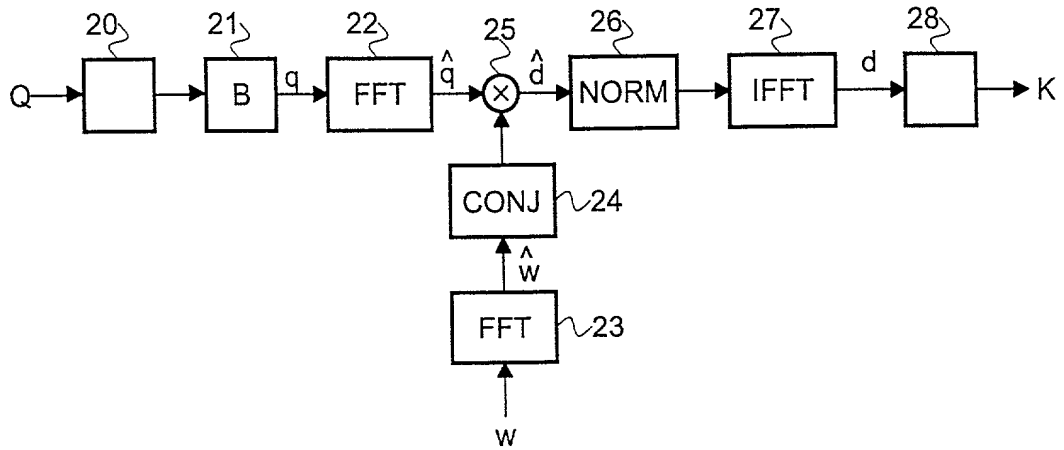 20 21 22 25 26 27 28
Q B q FFT q̂ × d̂ NORM IFFT d K
CONJ 24
ŵ
FFT 23
w